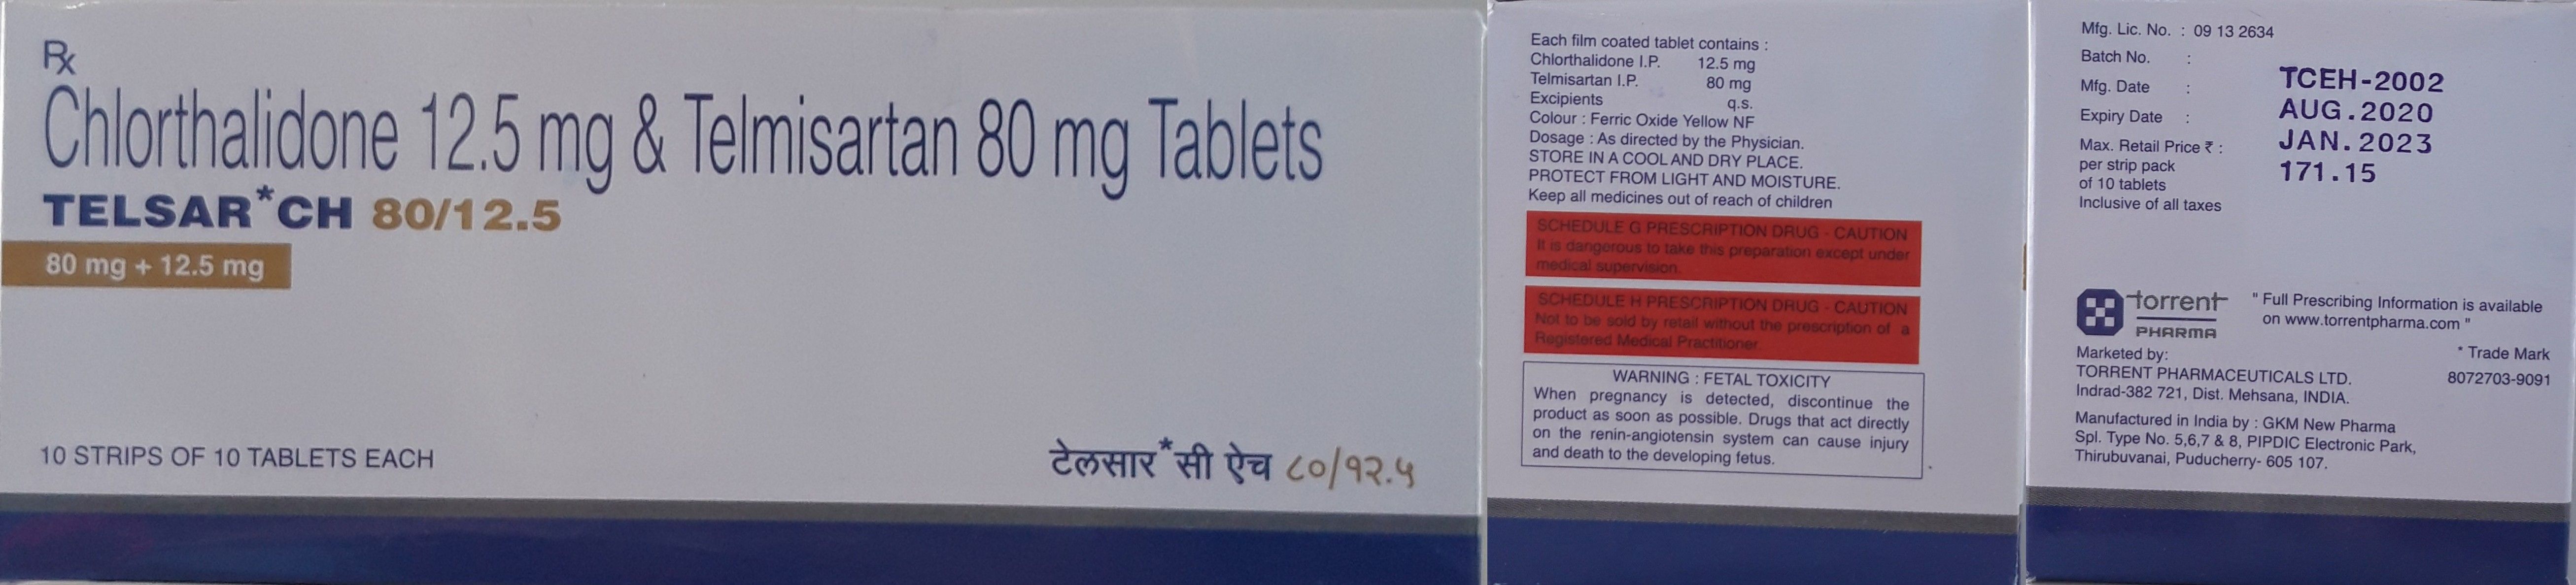 Rx
Chlorthalidone 12.5 mg & Telmisartan 80 mg Tablets
TELSAR*CH 80/12.5
80 mg + 12.5 mg
10 STRIPS OF 10 TABLETS EACH
टेलसार*सी ऐच ८०/१२.५
Each film coated tablet contains :
Chlorthalidone I.P. 12.5 mg
Telmisartan I.P. 80 mg
Excipients q.s.
Colour : Ferric Oxide Yellow NF
Dosage : As directed by the Physician.
STORE IN A COOL AND DRY PLACE.
PROTECT FROM LIGHT AND MOISTURE.
Keep all medicines out of reach of children
SCHEDULE G PRESCRIPTION DRUG - CAUTION
It is dangerous to take this preparation except under
medical supervision.
SCHEDULE H PRESCRIPTION DRUG - CAUTION
Not to be sold by retail without the prescription of a
Registered Medical Practitioner.
WARNING : FETAL TOXICITY
When pregnancy is detected, discontinue the
product as soon as possible. Drugs that act directly
on the renin-angiotensin system can cause injury
and death to the developing fetus.
Mfg. Lic. No. : 09 13 2634
Batch No. : TCEH-2002
Mfg. Date : AUG.2020
Expiry Date : JAN.2023
Max. Retail Price ₹ : 171.15
per strip pack
of 10 tablets
Inclusive of all taxes
torrent
PHARMA
" Full Prescribing Information is available
on www.torrentpharma.com "
Marketed by: * Trade Mark
TORRENT PHARMACEUTICALS LTD. 8072703-9091
Indrad-382 721, Dist. Mehsana, INDIA.
Manufactured in India by : GKM New Pharma
Spl. Type No. 5,6,7 & 8, PIPDIC Electronic Park,
Thirubuvanai, Puducherry- 605 107.